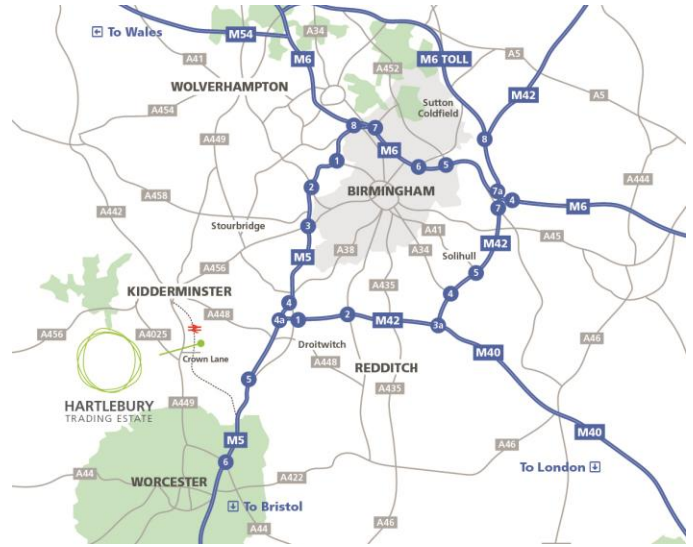 To Wales
M54
A34
A5
A41
M6
A452
M6 TOLL
M42
A5
WOLVERHAMPTON
Sutton
Coldfield
A454
A449
8
7
8
M6
1
6
5
A444
2
BIRMINGHAM
7a
4
A458
7
M6
A442
Stourbridge
3
A41
A45
M5
A38
A34
M42
Solihull
A456
5
A435
KIDDERMINSTER
4
4
A448
4a
1
2
M42
3a
A456
A4025
Droitwitch
A46
Crown Lane
A448
M40
REDDITCH
5
A435
HARTLEBURY
TRADING ESTATE
A449
M40
M5
A46
6
To London
A44
A422
WORCESTER
To Bristol
A46
A44